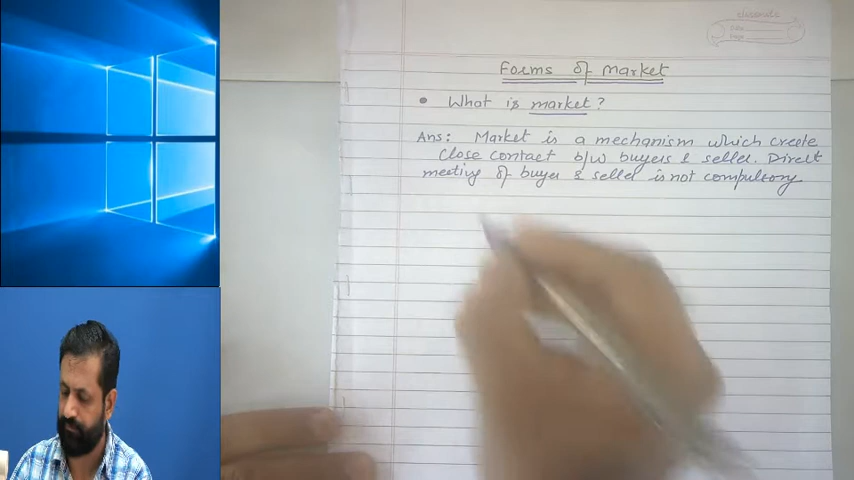 Forms of market
• What is market?
Ans: Market is a mechanism which create
close contact b/w buyers & seller. Direct
meeting of buyer & seller is not compulsory